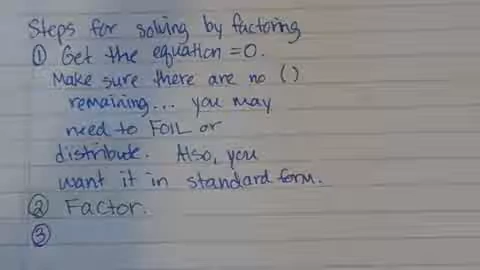 Steps for solving by factoring
① Get the equation = 0.
Make sure there are no ()
remaining... you may
need to FOIL or
distribute. Also, you
want it in standard form.
② Factor.
③